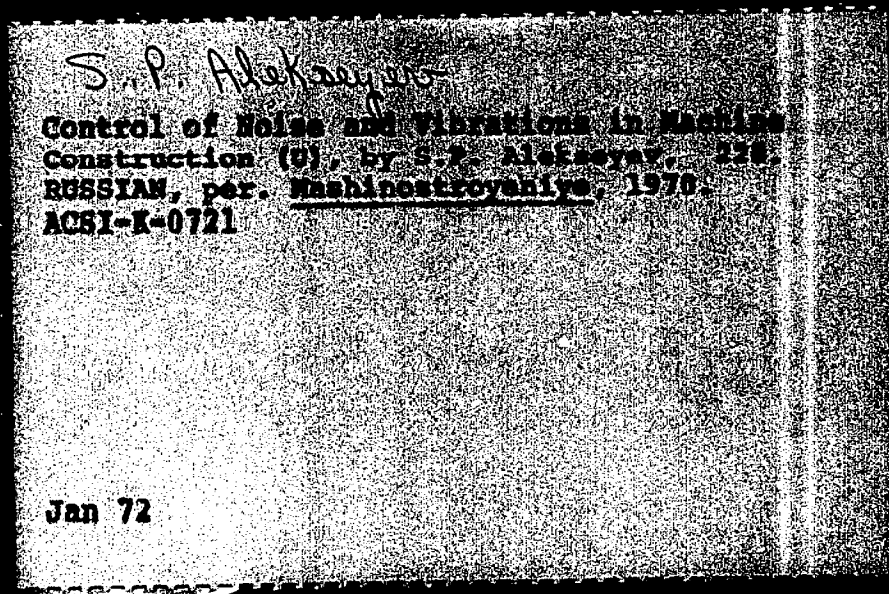 S. P. Alekseyev
Control of Noise and Vibrations in Machine
Construction (U), by S.P. Alekseyev,
RUSSIAN, per. Mashinostroyeniye, 1970.
ACSI-K-0721
Jan 72